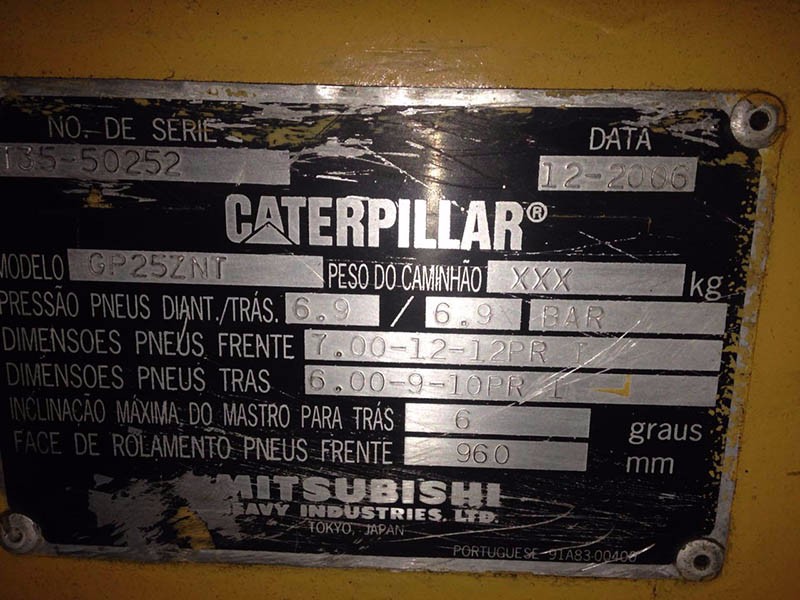 NO. DE SERIE DATA
T35-50252 12-2006
CATERPILLAR®
MODELO GP25ZNT PESO DO CAMINHÃO XXX kg
PRESSÃO PNEUS DIANT./TRÁS. 6.9 / 6.9 BAR
DIMENSOES PNEUS FRENTE 7.00-12-12PR I
DIMENSOES PNEUS TRAS 6.00-9-10PR I
INCLINAÇÃO MÁXIMA DO MASTRO PARA TRÁS 6 graus
FACE DE ROLAMENTO PNEUS FRENTE 960 mm
MITSUBISHI
HEAVY INDUSTRIES, LTD.
TOKYO, JAPAN
PORTUGUESE 91A83-00400